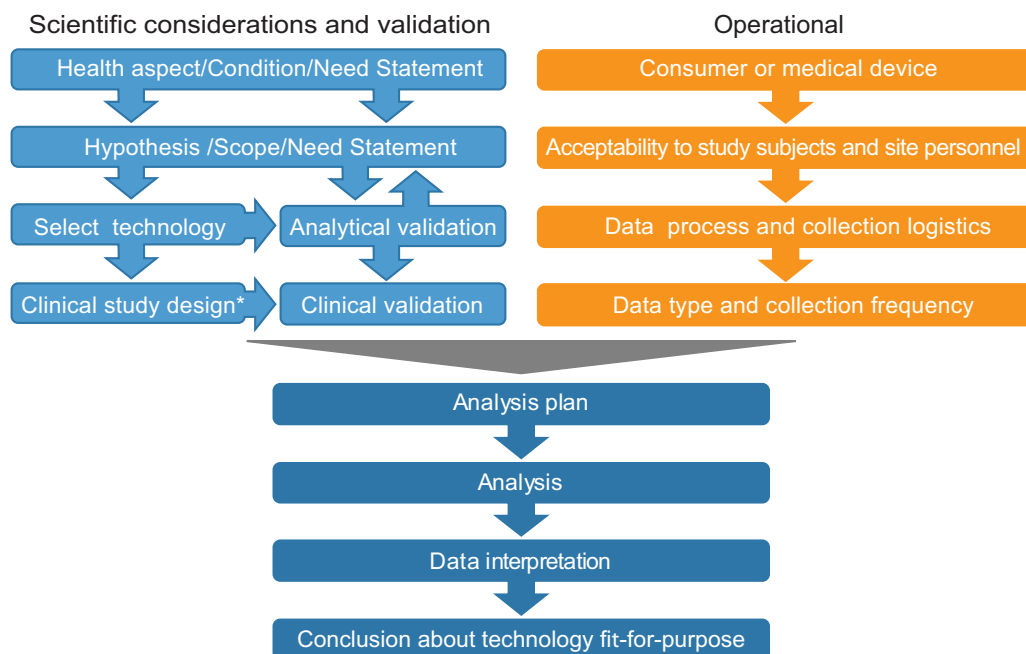 Scientific considerations and validation
Health aspect/Condition/Need Statement
Hypothesis /Scope/Need Statement
Select technology
Analytical validation
Clinical study design*
Clinical validation
Operational
Consumer or medical device
Acceptability to study subjects and site personnel
Data process and collection logistics
Data type and collection frequency
Analysis plan
Analysis
Data interpretation
Conclusion about technology fit-for-purpose